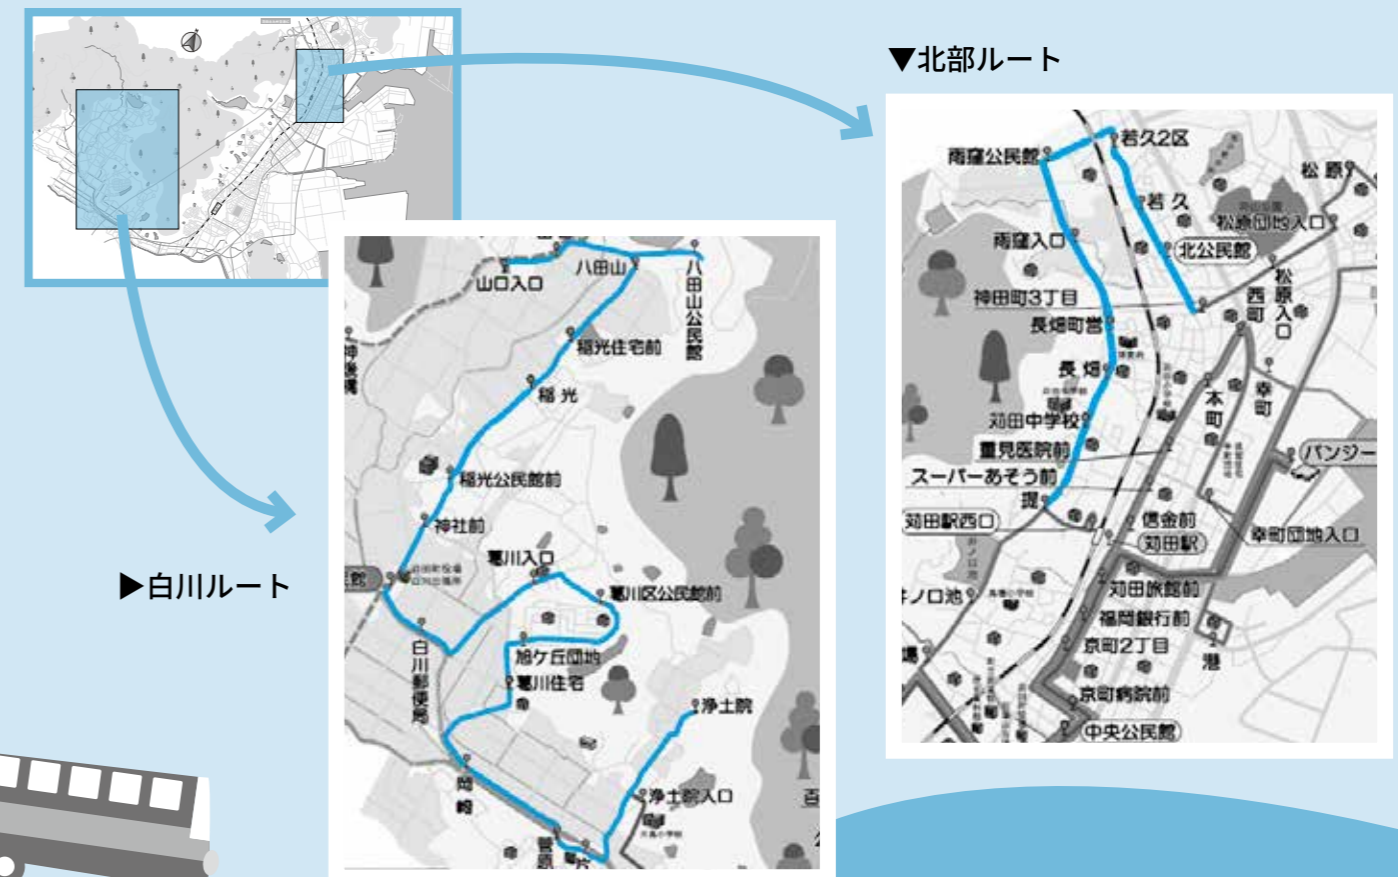 ▼北部ルート
雨窪公民館
若久2区
松原
若久
松原団地入口
雨窪入口
北公民館
松原入口
西町
神田町3丁目
長畑町営
長畑
幸町
本町
苅田中学校
重見医院前
パンジー
スーパーあそう前
提
苅田駅西口
信金前
苅田駅
幸町団地入口
苅田旅館前
福岡銀行前
京町2丁目
港
京町病院前
中央公民館
▶白川ルート
山口入口
八田山
八田山公民館
稲光住宅前
稲光
稲光公民館前
神社前
葛川入口
葛川区公民館前
白川郵便局
旭ケ丘団地
葛川住宅
浄土院
岡崎
浄土院入口
菅原
片